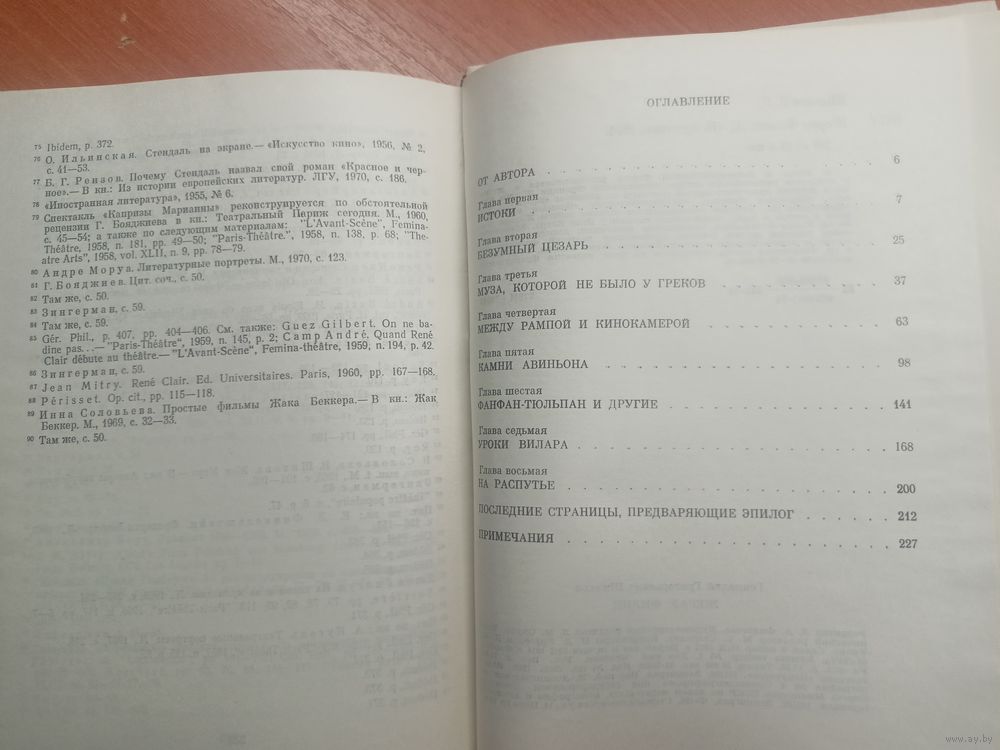 75 Ibidem, p. 372.
76 О. Ильинская. Стендаль на экране.— «Искусство кино», 1956, № 2,
с. 41—53.
77 Б. Г. Реизов. Почему Стендаль назвал свой роман «Красное и чер-
ное».— В кн.: Из истории европейских литератур. ЛГУ, 1970, с. 186.
78 «Иностранная литература», 1955, № 6.
79 Спектакль «Капризы Марианны» реконструируется по обстоятельной
рецензии Г. Бояджиева в кн.: Театральный Париж сегодня. М., 1960,
с. 45—54; а также по следующим материалам: "L'Avant-Scène", Femina-
Théâtre, 1958, n. 181, pp. 49—50; "Paris-Théâtre.", 1958, n. 138, p. 68; "The-
atre Arts", 1958, vol. XLII, n. 9, pp. 78—79.
80 Андре Моруа. Литературные портреты. М., 1970, с. 123.
81 Г. Бояджиев. Цит. соч., с. 50.
82 Там же, с. 50.
83 Зингерман, с. 59.
84 Там же, с. 59.
85 Gér. Phil., p. 407, pp. 404—406. См. также: Guez Gilbert. On ne ba-
dine pas...— "Paris-Théâtre", 1959, n. 145, p. 2; Camp André. Quand René
Clair débute au théâtre.— "L'Avant-Scène", Femina-théâtre, 1959, n. 194, p. 42.
86 Зингерман, с. 59.
87 Jean Mitry. René Clair. Ed. Universitaires. Paris, 1960, pp. 167—168.
88 Périsset. Op. cit., pp. 115—118.
89 Инна Соловьева. Простые фильмы Жака Беккера.— В кн.: Жак
Беккер. М., 1969, с. 32—33.
90 Там же, с. 50.
ОГЛАВЛЕНИЕ
ОТ АВТОРА . . . . . . . . . . . . . . . . . 6
Глава первая
ИСТОКИ . . . . . . . . . . . . . . . . . . 7
Глава вторая
БЕЗУМНЫЙ ЦЕЗАРЬ . . . . . . . . . . . . . . 25
Глава третья
МУЗА, КОТОРОЙ НЕ БЫЛО У ГРЕКОВ . . . . . . . . 37
Глава четвертая
МЕЖДУ РАМПОЙ И КИНОКАМЕРОЙ . . . . . . . . . 63
Глава пятая
КАМНИ АВИНЬОНА . . . . . . . . . . . . . . 98
Глава шестая
ФАНФАН-ТЮЛЬПАН И ДРУГИЕ . . . . . . . . . . 141
Глава седьмая
УРОКИ ВИЛАРА . . . . . . . . . . . . . . . 168
Глава восьмая
НА РАСПУТЬЕ . . . . . . . . . . . . . . . . 200
ПОСЛЕДНИЕ СТРАНИЦЫ, ПРЕДВАРЯЮЩИЕ ЭПИЛОГ . . . . . . 212
ПРИМЕЧАНИЯ . . . . . . . . . . . . . . . . 227
www.ay.by